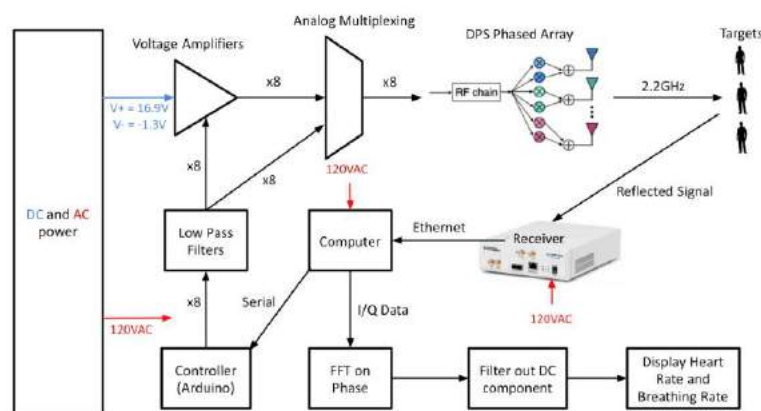 Voltage Amplifiers
Analog Multiplexing
DPS Phased Array
Targets
V+ = 16.9V
V- = -1.3V
x8
x8
RF chain
2.2GHz
x8
x8
120VAC
Reflected Signal
DC and AC
power
Low Pass
Filters
Computer
Ethernet
Receiver
x8
Serial
I/Q Data
120VAC
120VAC
Controller
(Arduino)
FFT on
Phase
Filter out DC
component
Display Heart
Rate and
Breathing Rate